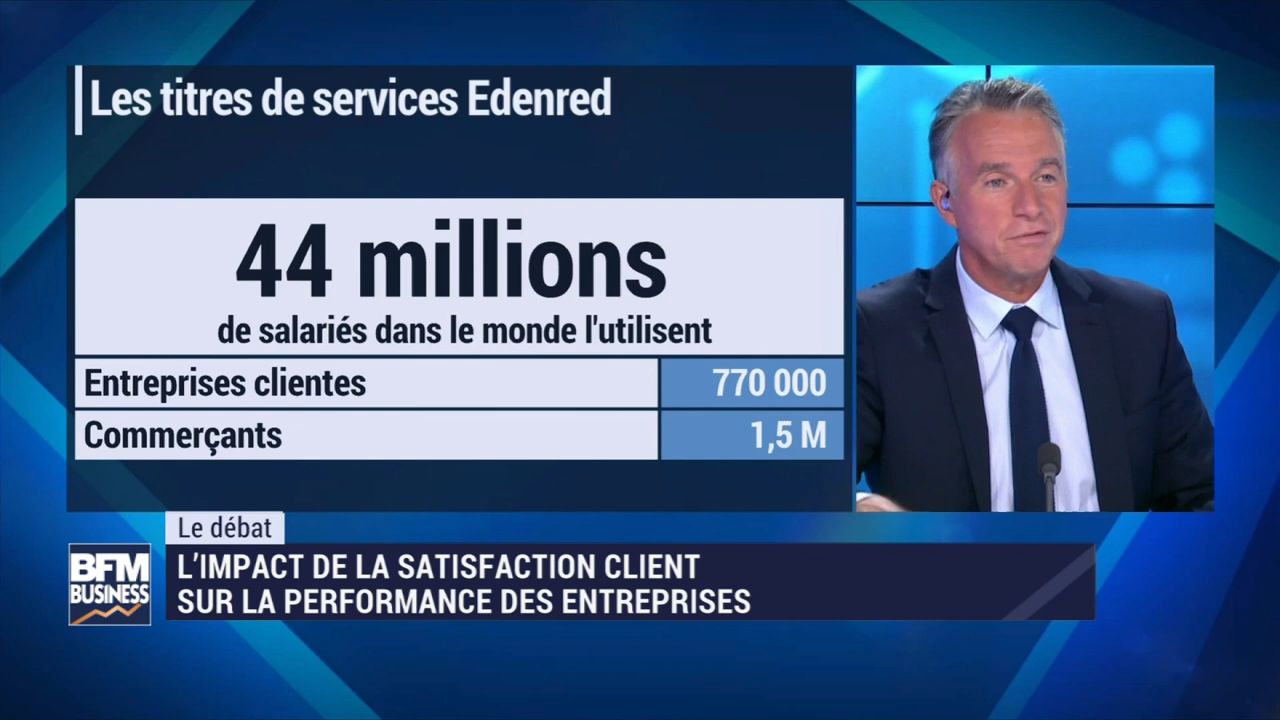 Les titres de services Edenred
44 millions
de salariés dans le monde l'utilisent
Entreprises clientes 770 000
Commerçants 1,5 M
Le débat
L’IMPACT DE LA SATISFACTION CLIENT
SUR LA PERFORMANCE DES ENTREPRISES
BFM
BUSINESS